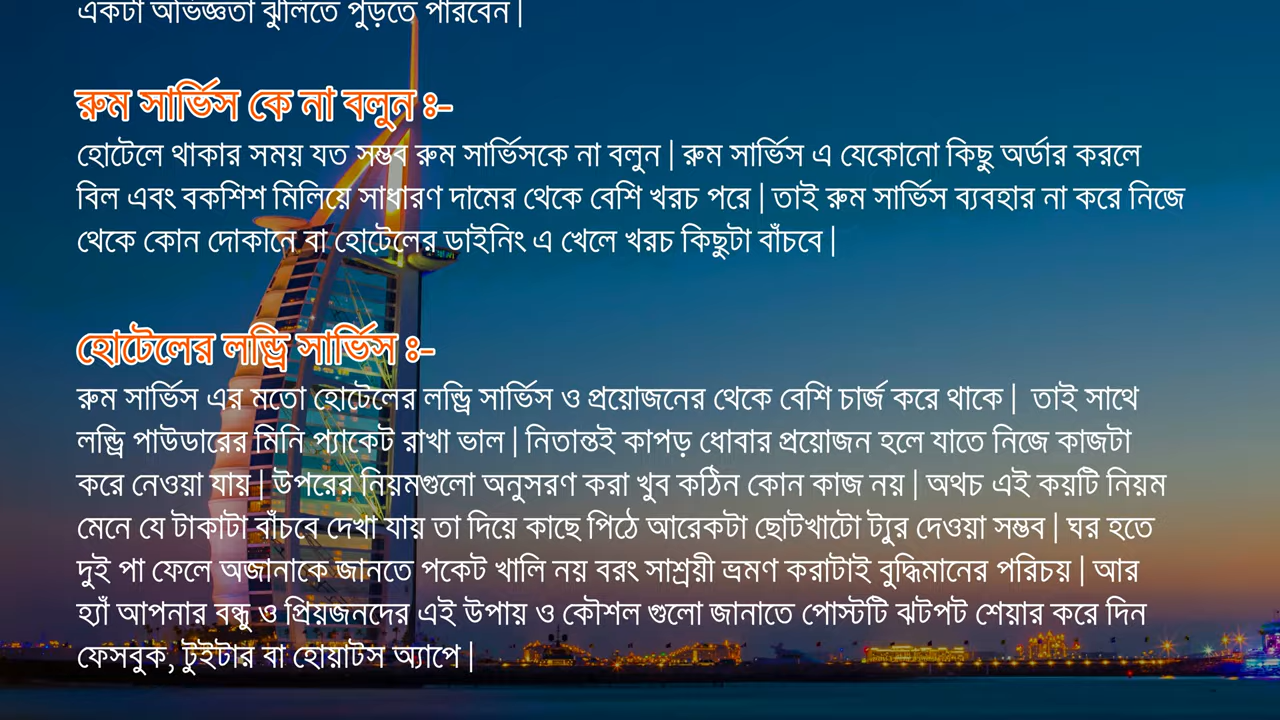 একটা অভিজ্ঞতা ঝুলিতে পুড়তে পারবেন |
রুম সার্ভিস কে না বলুন ঃ-
হোটেলে থাকার সময় যত সম্ভব রুম সার্ভিসকে না বলুন | রুম সার্ভিস এ যেকোনো কিছু অর্ডার করলে
বিল এবং বকশিশ মিলিয়ে সাধারণ দামের থেকে বেশি খরচ পরে | তাই রুম সার্ভিস ব্যবহার না করে নিজে
থেকে কোন দোকানে বা হোটেলের ডাইনিং এ খেলে খরচ কিছুটা বাঁচবে |
হোটেলের লন্ড্রি সার্ভিস ঃ-
রুম সার্ভিস এর মতো হোটেলের লন্ড্রি সার্ভিস ও প্রয়োজনের থেকে বেশি চার্জ করে থাকে | তাই সাথে
লন্ড্রি পাউডারের মিনি প্যাকেট রাখা ভাল | নিতান্তই কাপড় ধোবার প্রয়োজন হলে যাতে নিজে কাজটা
করে নেওয়া যায় | উপরের নিয়মগুলো অনুসরণ করা খুব কঠিন কোন কাজ নয় | অথচ এই কয়টি নিয়ম
মেনে যে টাকাটা বাঁচবে দেখা যায় তা দিয়ে কাছে পিঠে আরেকটা ছোটখাটো ট্যুর দেওয়া সম্ভব | ঘর হতে
দুই পা ফেলে অজানাকে জানতে পকেট খালি নয় বরং সাশ্রয়ী ভ্রমণ করাটাই বুদ্ধিমানের পরিচয় | আর
হ্যাঁ আপনার বন্ধু ও প্রিয়জনদের এই উপায় ও কৌশল গুলো জানাতে পোস্টটি ঝটপট শেয়ার করে দিন
ফেসবুক, টুইটার বা হোয়াটস অ্যাপে |